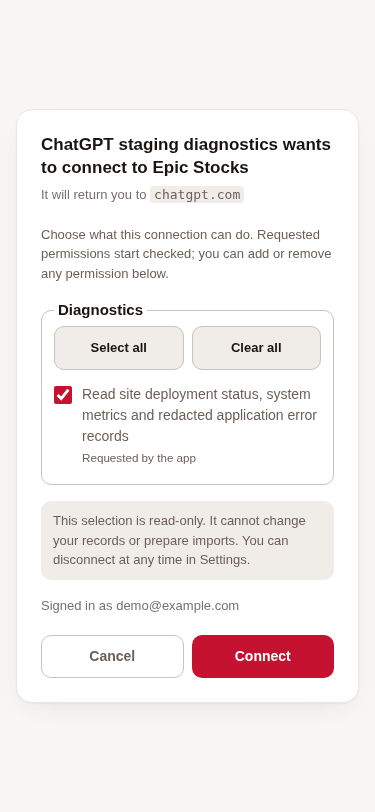 ChatGPT staging diagnostics wants
to connect to Epic Stocks
It will return you to chatgpt.com
Choose what this connection can do. Requested
permissions start checked; you can add or remove
any permission below.
Diagnostics
Select all
Clear all
Read site deployment status, system
metrics and redacted application error
records
Requested by the app
This selection is read-only. It cannot change
your records or prepare imports. You can
disconnect at any time in Settings.
Signed in as demo@example.com
Cancel
Connect